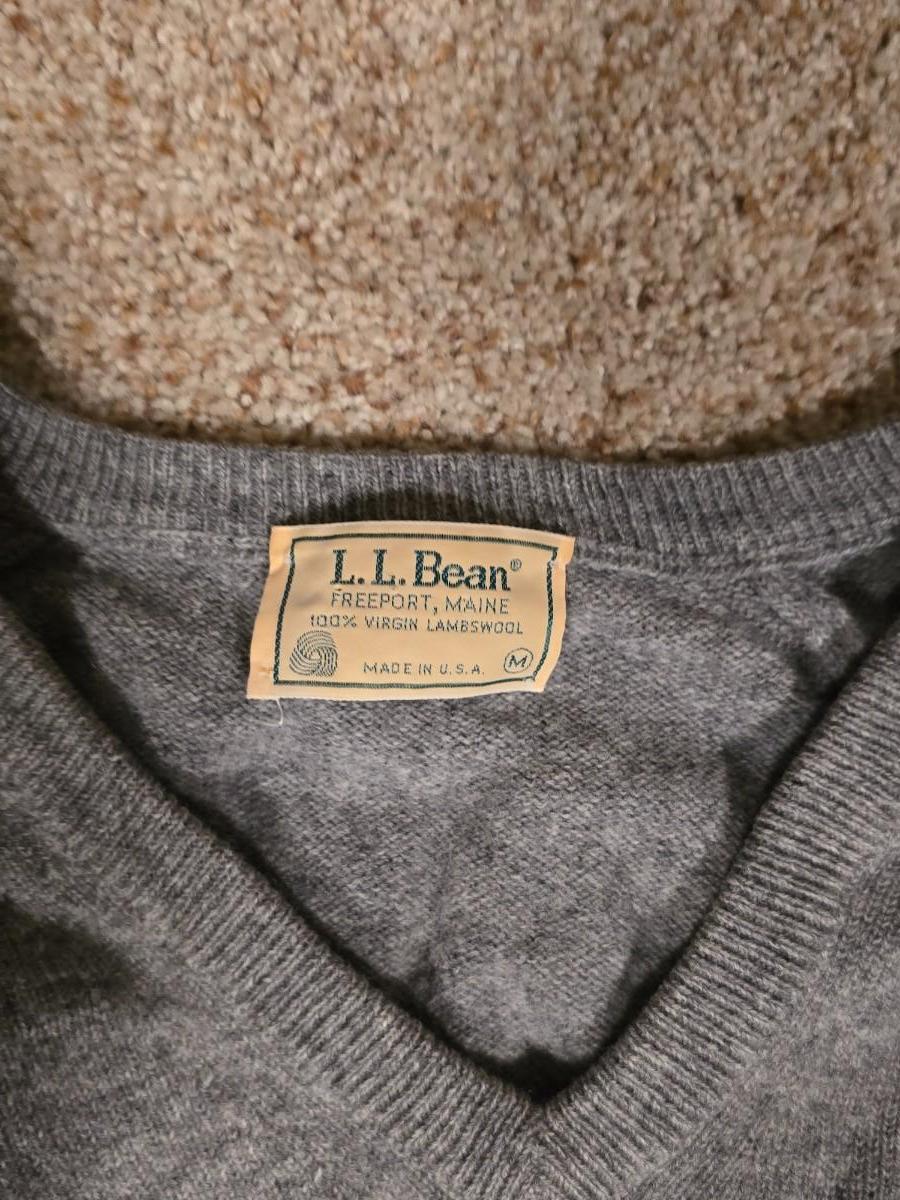 L.L.Bean®
FREEPORT, MAINE
100% VIRGIN LAMBSWOOL
MADE IN U.S.A. M